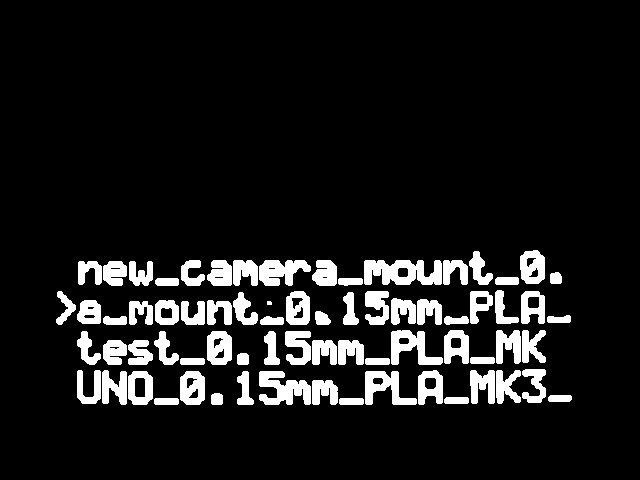 new_camera_mount_0.
>a_mount_0.15mm_PLA_
test_0.15mm_PLA_MK
UNO_0.15mm_PLA_MK3_